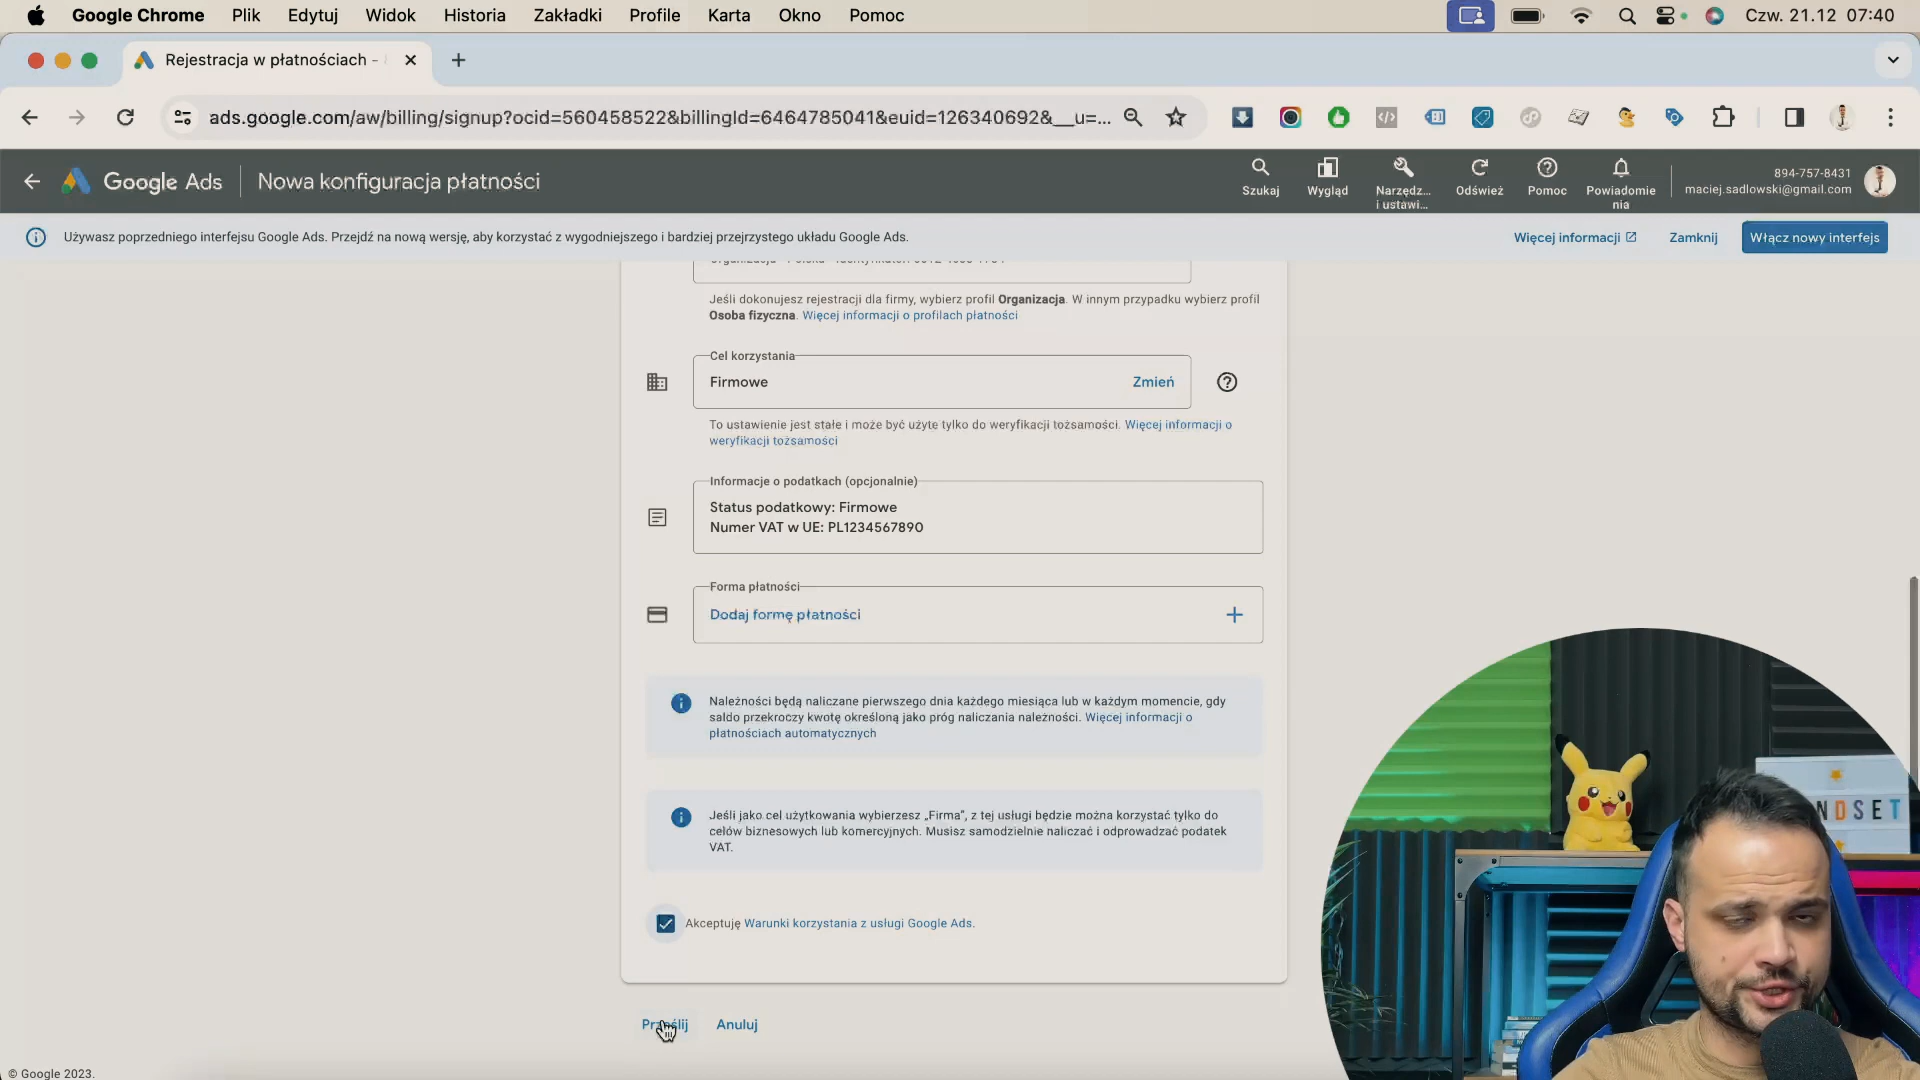 Google Chrome Plik Edytuj Widok Historia Zakładki Profile Karta Okno Pomoc Czw. 21.12 07:40
Rejestracja w płatnościach -
ads.google.com/aw/billing/signup?ocid=560458522&billingId=6464785041&euid=126340692&__u=...
Google Ads Nowa konfiguracja płatności
Szukaj
Wygląd
Narzędz...
i ustawi...
Odśwież
Pomoc
Powiadomie
nia
894-757-8431
maciej.sadlowski@gmail.com
Używasz poprzedniego interfejsu Google Ads. Przejdź na nową wersję, aby korzystać z wygodniejszego i bardziej przejrzystego układu Google Ads. Więcej informacji Zamknij Włącz nowy interfejs
Jeśli dokonujesz rejestracji dla firmy, wybierz profil Organizacja. W innym przypadku wybierz profil
Osoba fizyczna. Więcej informacji o profilach płatności
Cel korzystania
Firmowe Zmień
To ustawienie jest stałe i może być użyte tylko do weryfikacji tożsamości. Więcej informacji o
weryfikacji tożsamości
Informacje o podatkach (opcjonalnie)
Status podatkowy: Firmowe
Numer VAT w UE: PL1234567890
Forma płatności
Dodaj formę płatności
Należności będą naliczane pierwszego dnia każdego miesiąca lub w każdym momencie, gdy
saldo przekroczy kwotę określoną jako próg naliczania należności. Więcej informacji o
płatnościach automatycznych
Jeśli jako cel użytkowania wybierzesz „Firma", z tej usługi będzie można korzystać tylko do
celów biznesowych lub komercyjnych. Musisz samodzielnie naliczać i odprowadzać podatek
VAT.
NDSET
Akceptuję Warunki korzystania z usługi Google Ads.
Prześlij Anuluj
© Google 2023.